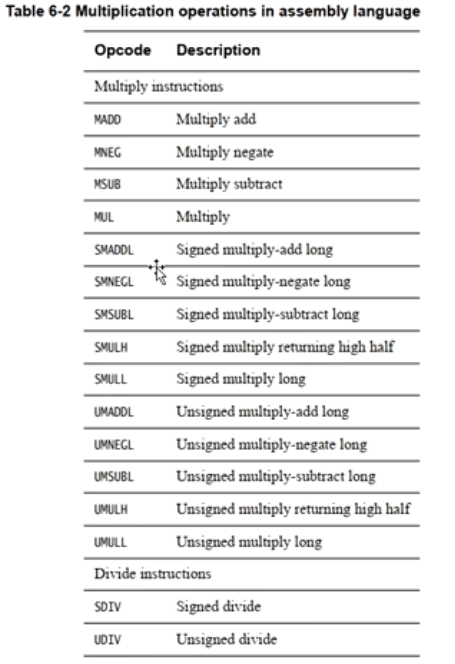 Table 6-2 Multiplication operations in assembly language
Opcode Description
Multiply instructions
MADD Multiply add
MNEG Multiply negate
MSUB Multiply subtract
MUL Multiply
SMADDL Signed multiply-add long
SMNEGL Signed multiply-negate long
SMSUBL Signed multiply-subtract long
SMULH Signed multiply returning high half
SMULL Signed multiply long
UMADDL Unsigned multiply-add long
UMNEGL Unsigned multiply-negate long
UMSUBL Unsigned multiply-subtract long
UMULH Unsigned multiply returning high half
UMULL Unsigned multiply long
Divide instructions
SDIV Signed divide
UDIV Unsigned divide